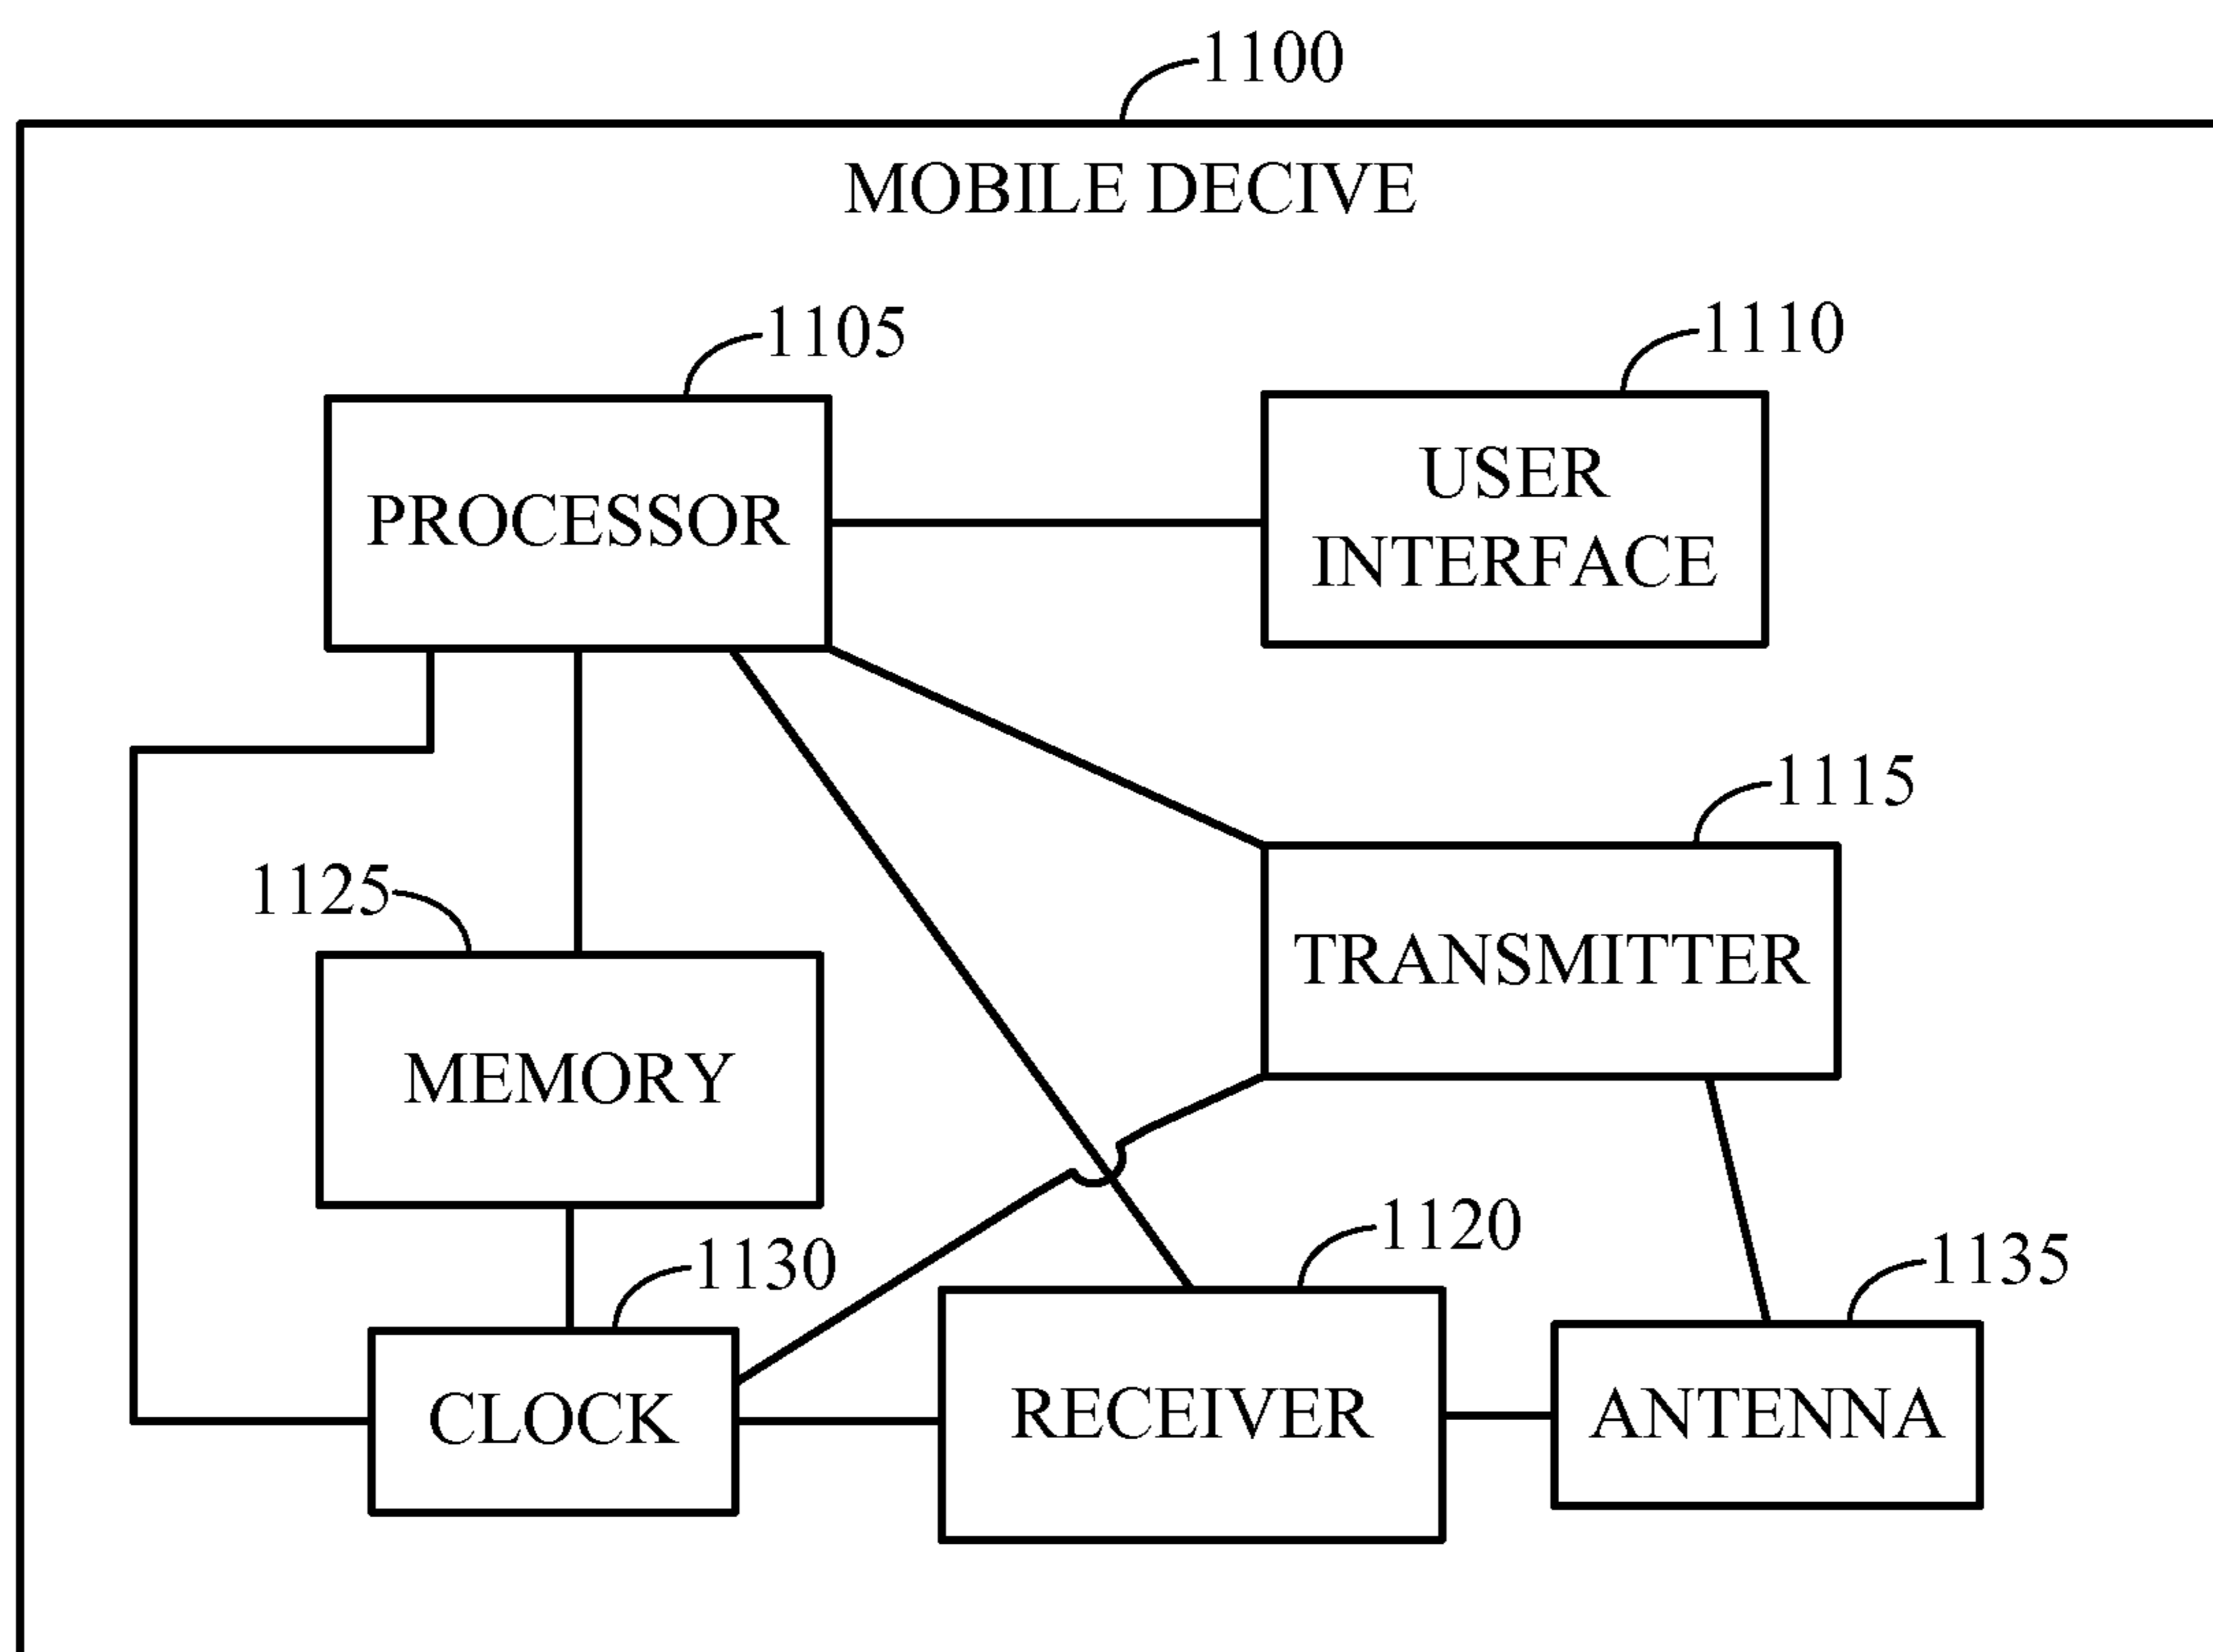 1100
MOBILE DECIVE
1105
1110
PROCESSOR
USER
INTERFACE
1115
1125
TRANSMITTER
MEMORY
1120
1130
1135
CLOCK
RECEIVER
ANTENNA